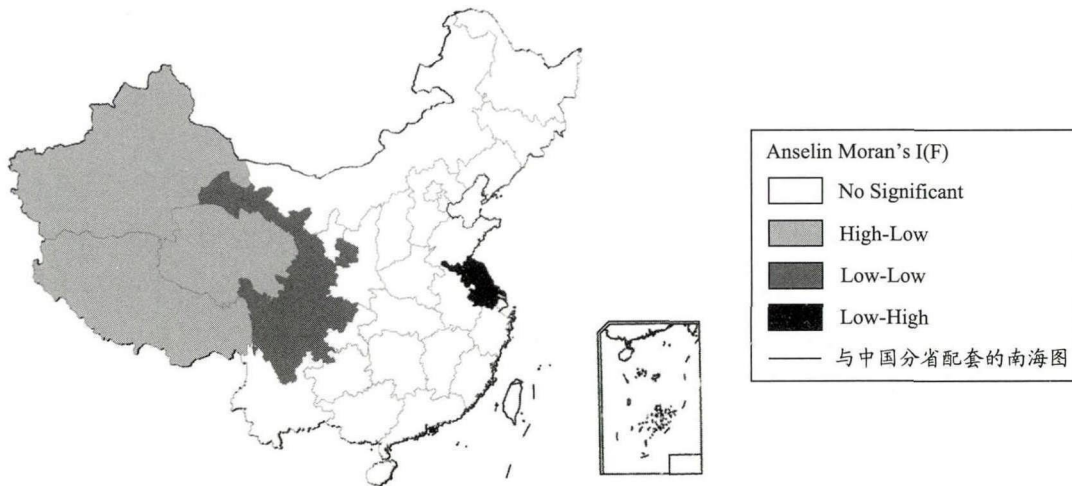 Anselin Moran's I(F)
No Significant
High-Low
Low-Low
Low-High
与中国分省配套的南海图